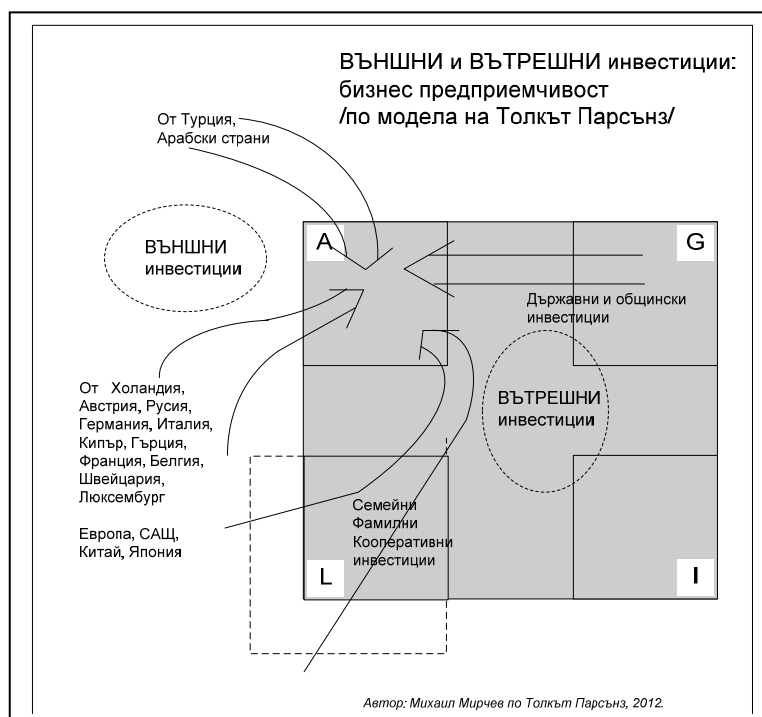 ВЪНШНИ и ВЪТРЕШНИ инвестиции:
бизнес предприемчивост
/по модела на Толкът Парсънз/
От Турция,
Арабски страни
ВЪНШНИ
инвестиции
A
G
Държавни и общински
инвестиции
От Холандия,
Австрия, Русия,
Германия, Италия,
Кипър, Гърция,
Франция, Белгия,
Швейцария,
Люксембург
ВЪТРЕШНИ
инвестиции
Европа, САЩ,
Китай, Япония
Семейни
Фамилни
Кооперативни
инвестиции
L
I
Автор: Михаил Мирчев по Толкът Парсънз, 2012.